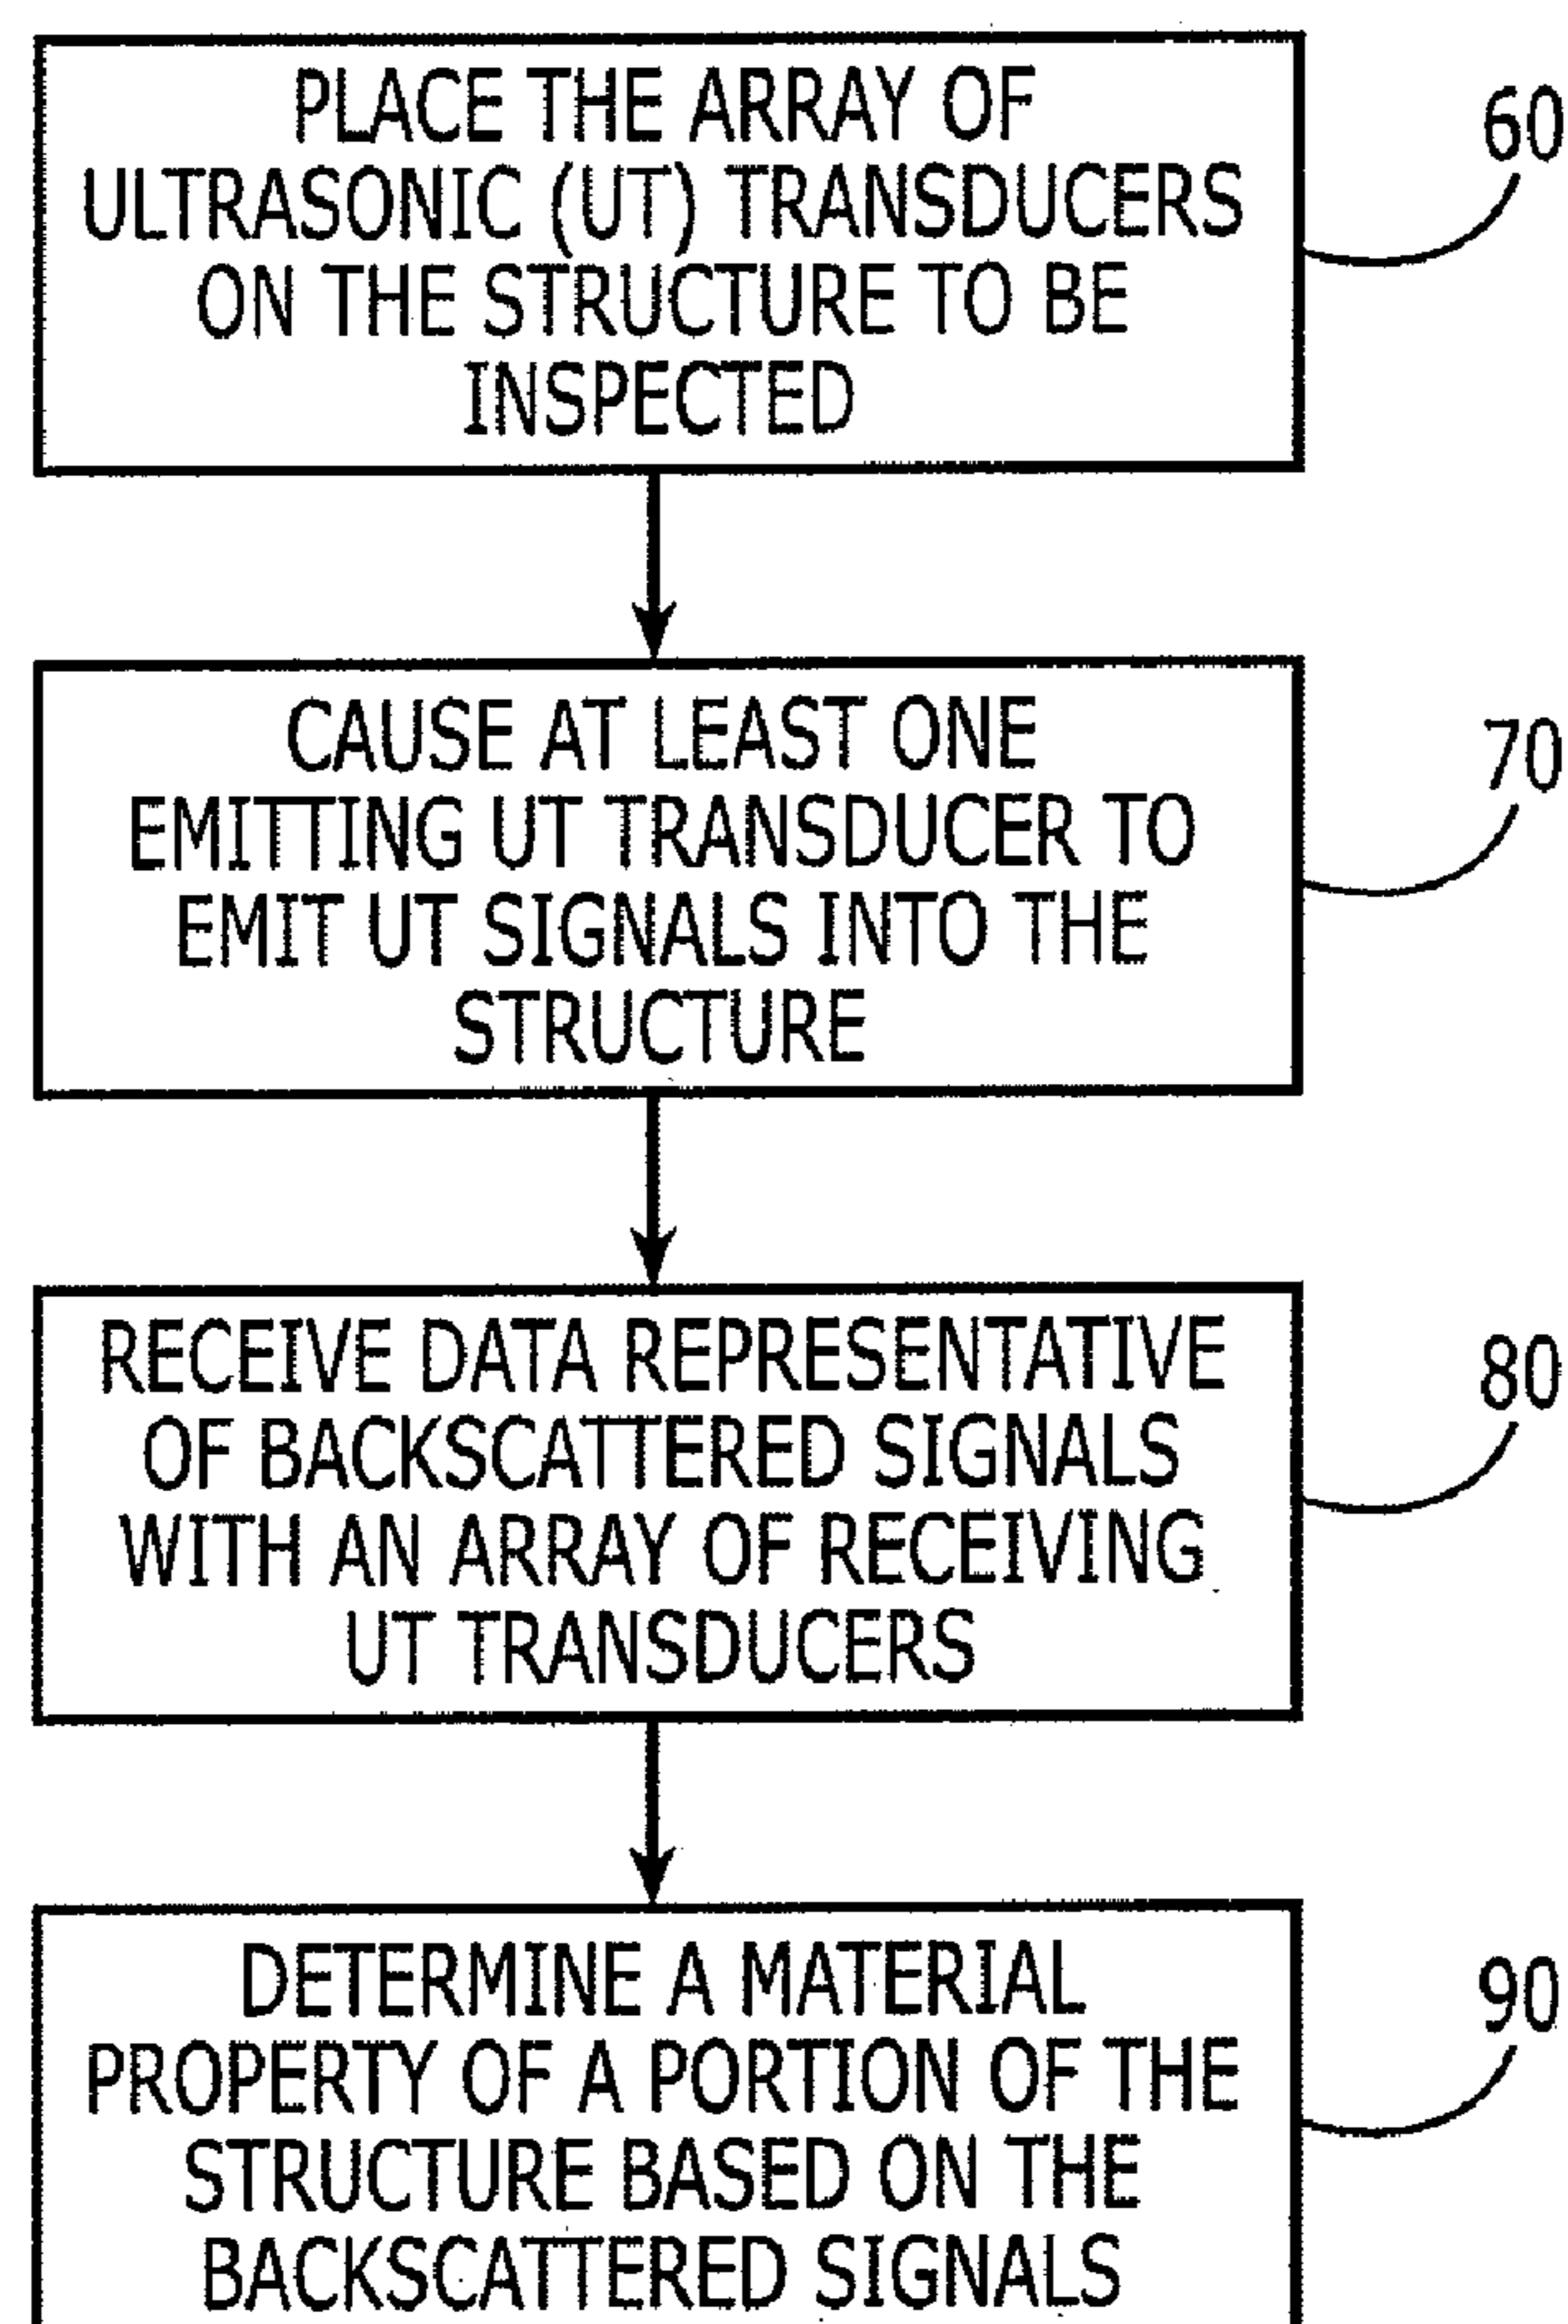 PLACE THE ARRAY OF
ULTRASONIC (UT) TRANSDUCERS
ON THE STRUCTURE TO BE
INSPECTED
60
CAUSE AT LEAST ONE
EMITTING UT TRANSDUCER TO
EMIT UT SIGNALS INTO THE
STRUCTURE
70
RECEIVE DATA REPRESENTATIVE
OF BACKSCATTERED SIGNALS
WITH AN ARRAY OF RECEIVING
UT TRANSDUCERS
80
DETERMINE A MATERIAL
PROPERTY OF A PORTION OF THE
STRUCTURE BASED ON THE
BACKSCATTERED SIGNALS
90